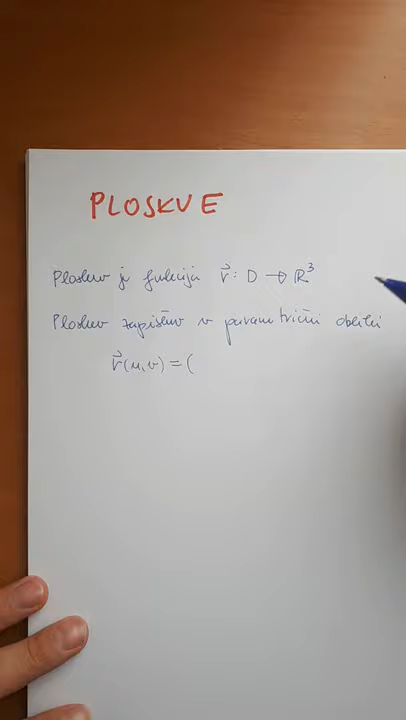 PLOSKVE
Ploskev je funkcija r⃗ : D → ℝ³
Ploskev zapišemo v parametrični obliki
r⃗(u,v) = (